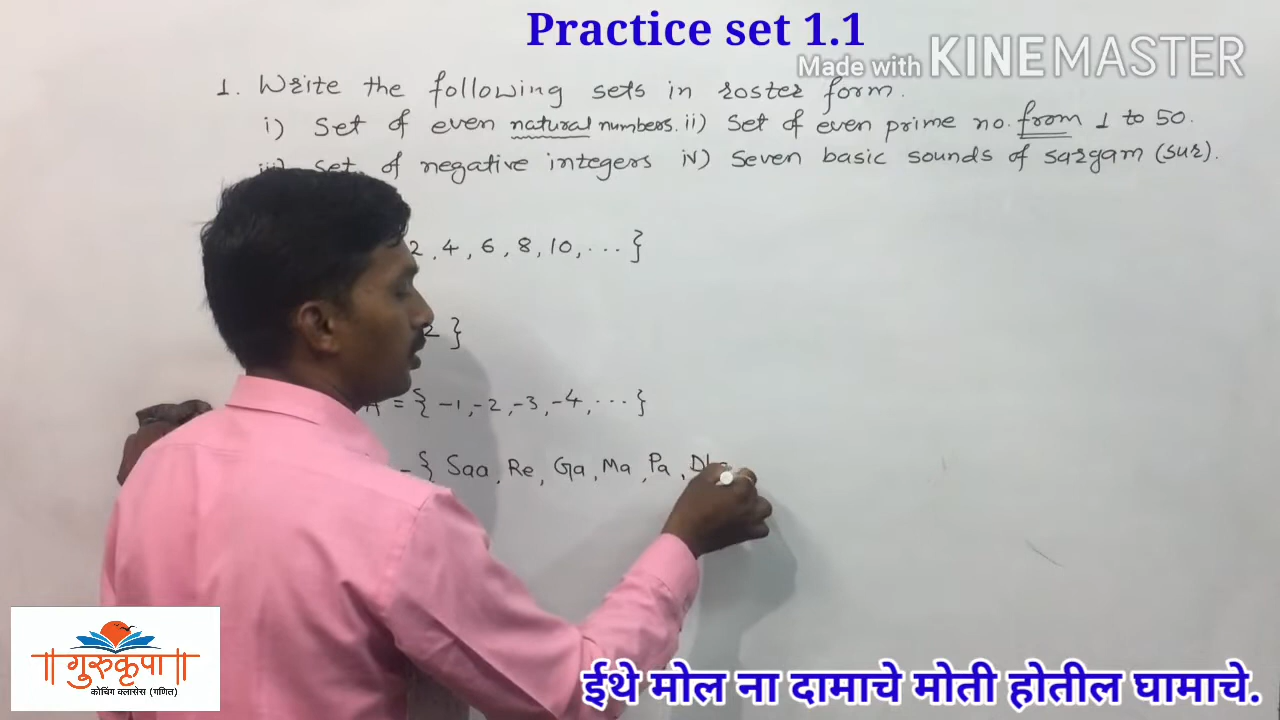 Practice set 1.1
Made with KINEMASTER
1. Write the following sets in roster form.
i) Set of even natural numbers. ii) Set of even prime no. from 1 to 50.
set of negative integers iv) Seven basic sounds of sargam (sur).
2, 4, 6, 8, 10, ... }
2 }
A = { -1, -2, -3, -4, ... }
{ Saa, Re, Ga, Ma, Pa,
॥ गुरुकृपा ॥
कोचिंग क्लासेस (गणित)
ईथे मोल ना दामाचे मोती होतील घामाचे.